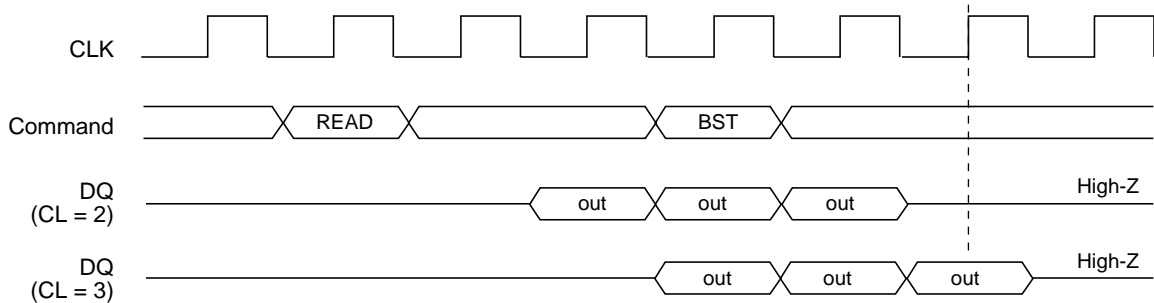 CLK
Command
READ
BST
DQ
(CL = 2)
out
out
out
High-Z
DQ
(CL = 3)
out
out
out
High-Z